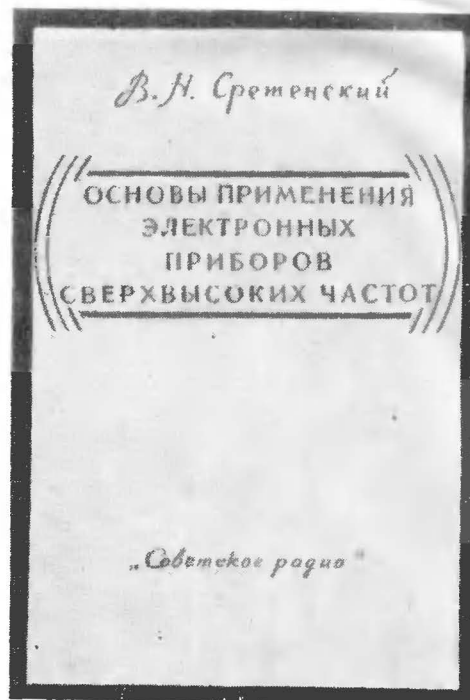 В. Н. Сретенский
ОСНОВЫ ПРИМЕНЕНИЯ
ЭЛЕКТРОННЫХ
ПРИБОРОВ
СВЕРХВЫСОКИХ ЧАСТОТ
„Советское радио“